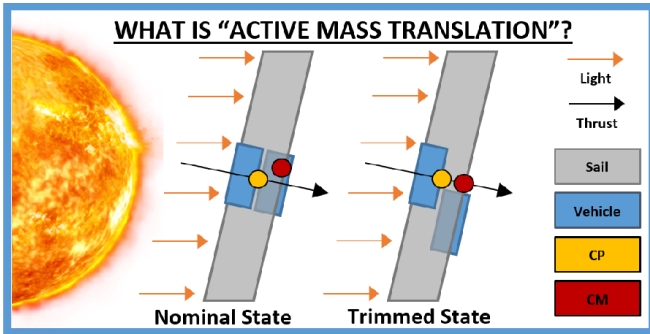 WHAT IS “ACTIVE MASS TRANSLATION”?
Light
Thrust
Sail
Vehicle
CP
CM
Nominal State
Trimmed State